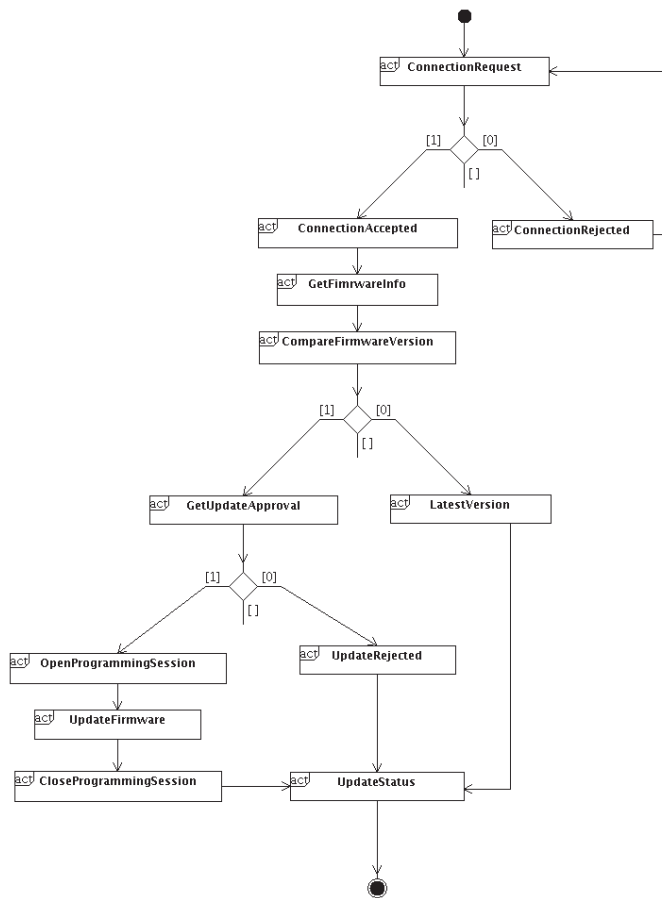 act ConnectionRequest
[1] [0]
[ ]
act ConnectionAccepted
act ConnectionRejected
act GetFimrwareInfo
act CompareFirmwareVersion
[1] [0]
[ ]
act GetUpdateApproval
act LatestVersion
[1] [0]
[ ]
act OpenProgrammingSession
act UpdateRejected
act UpdateFirmware
act CloseProgrammingSession
act UpdateStatus